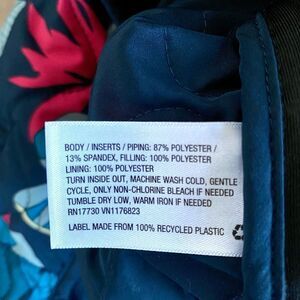 BODY / INSERTS / PIPING: 87% POLYESTER /
13% SPANDEX, FILLING: 100% POLYESTER
LINING: 100% POLYESTER
TURN INSIDE OUT, MACHINE WASH COLD, GENTLE
CYCLE, ONLY NON-CHLORINE BLEACH IF NEEDED
TUMBLE DRY LOW, WARM IRON IF NEEDED
RN17730 VN1176823
LABEL MADE FROM 100% RECYCLED PLASTIC